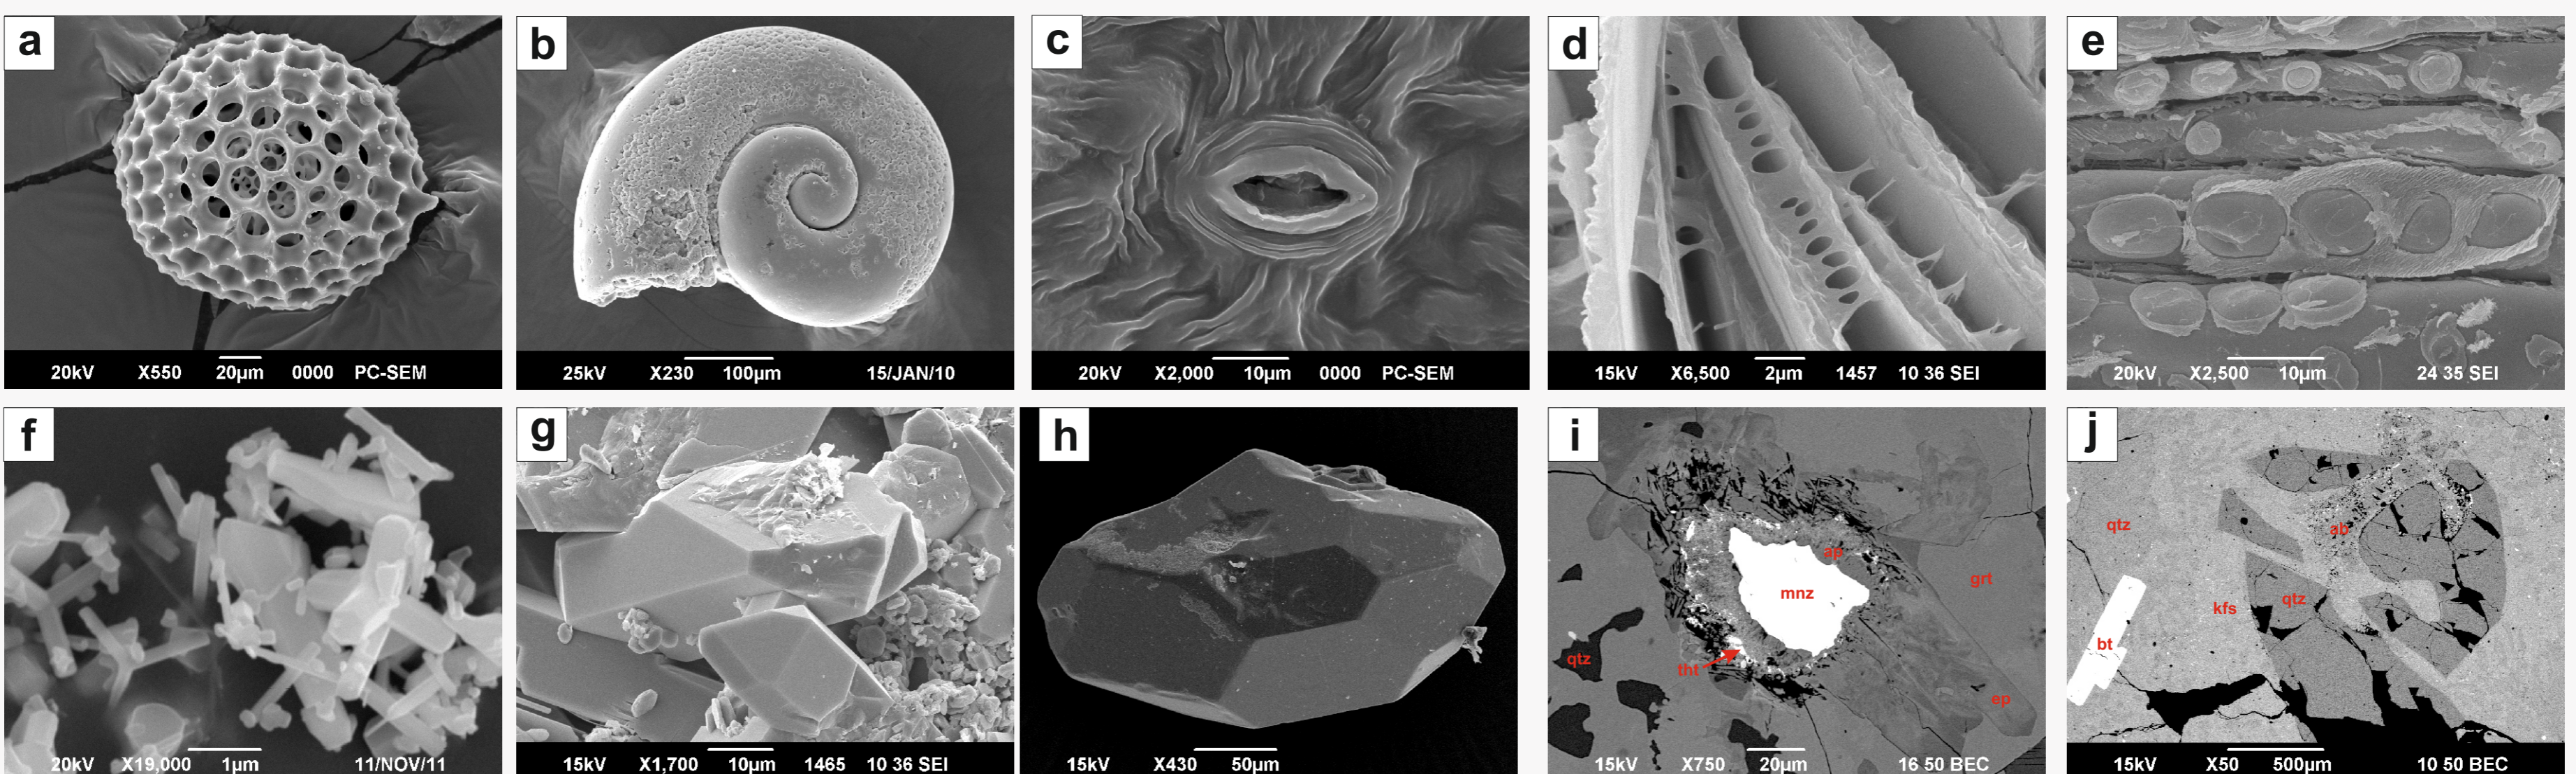 a
20kV X550 20µm 0000 PC-SEM
b
25kV X230 100µm 15/JAN/10
c
20kV X2,000 10µm 0000 PC-SEM
d
15kV X6,500 2µm 1457 10 36 SEI
e
20kV X2,500 10µm 24 35 SEI
f
20kV X19,000 1µm 11/NOV/11
g
15kV X1,700 10µm 1465 10 36 SEI
h
15kV X430 50µm
i
ap
grt
mnz
qtz
tht
ep
15kV X750 20µm 16 50 BEC
j
qtz
ab
qtz
kfs
bt
15kV X50 500µm 10 50 BEC